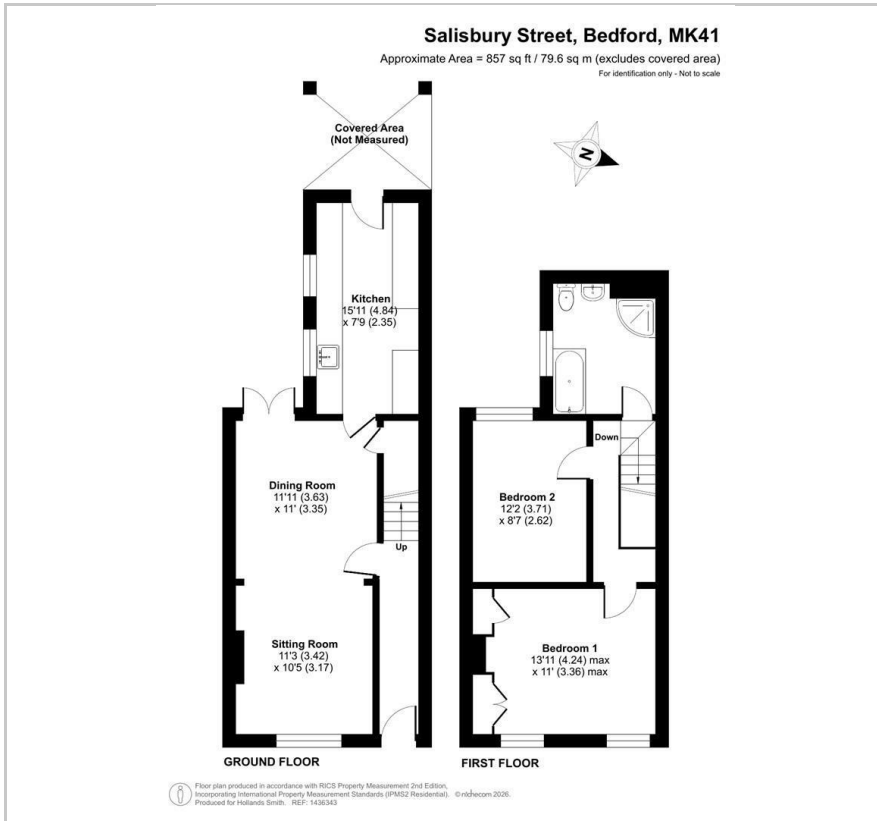 Salisbury Street, Bedford, MK41
Approximate Area = 857 sq ft / 79.6 sq m (excludes covered area)
For identification only - Not to scale
Covered Area
(Not Measured)
N
Kitchen
15'11 (4.84)
x 7'9 (2.35)
Dining Room
11'11 (3.63)
x 11' (3.35)
Up
Sitting Room
11'3 (3.42)
x 10'5 (3.17)
GROUND FLOOR
Down
Bedroom 2
12'2 (3.71)
x 8'7 (2.62)
Bedroom 1
13'11 (4.24) max
x 11' (3.36) max
FIRST FLOOR
Floor plan produced in accordance with RICS Property Measurement 2nd Edition,
Incorporating International Property Measurement Standards (IPMS2 Residential). © nichecom 2026.
Produced for Hollands Smith. REF: 1436343